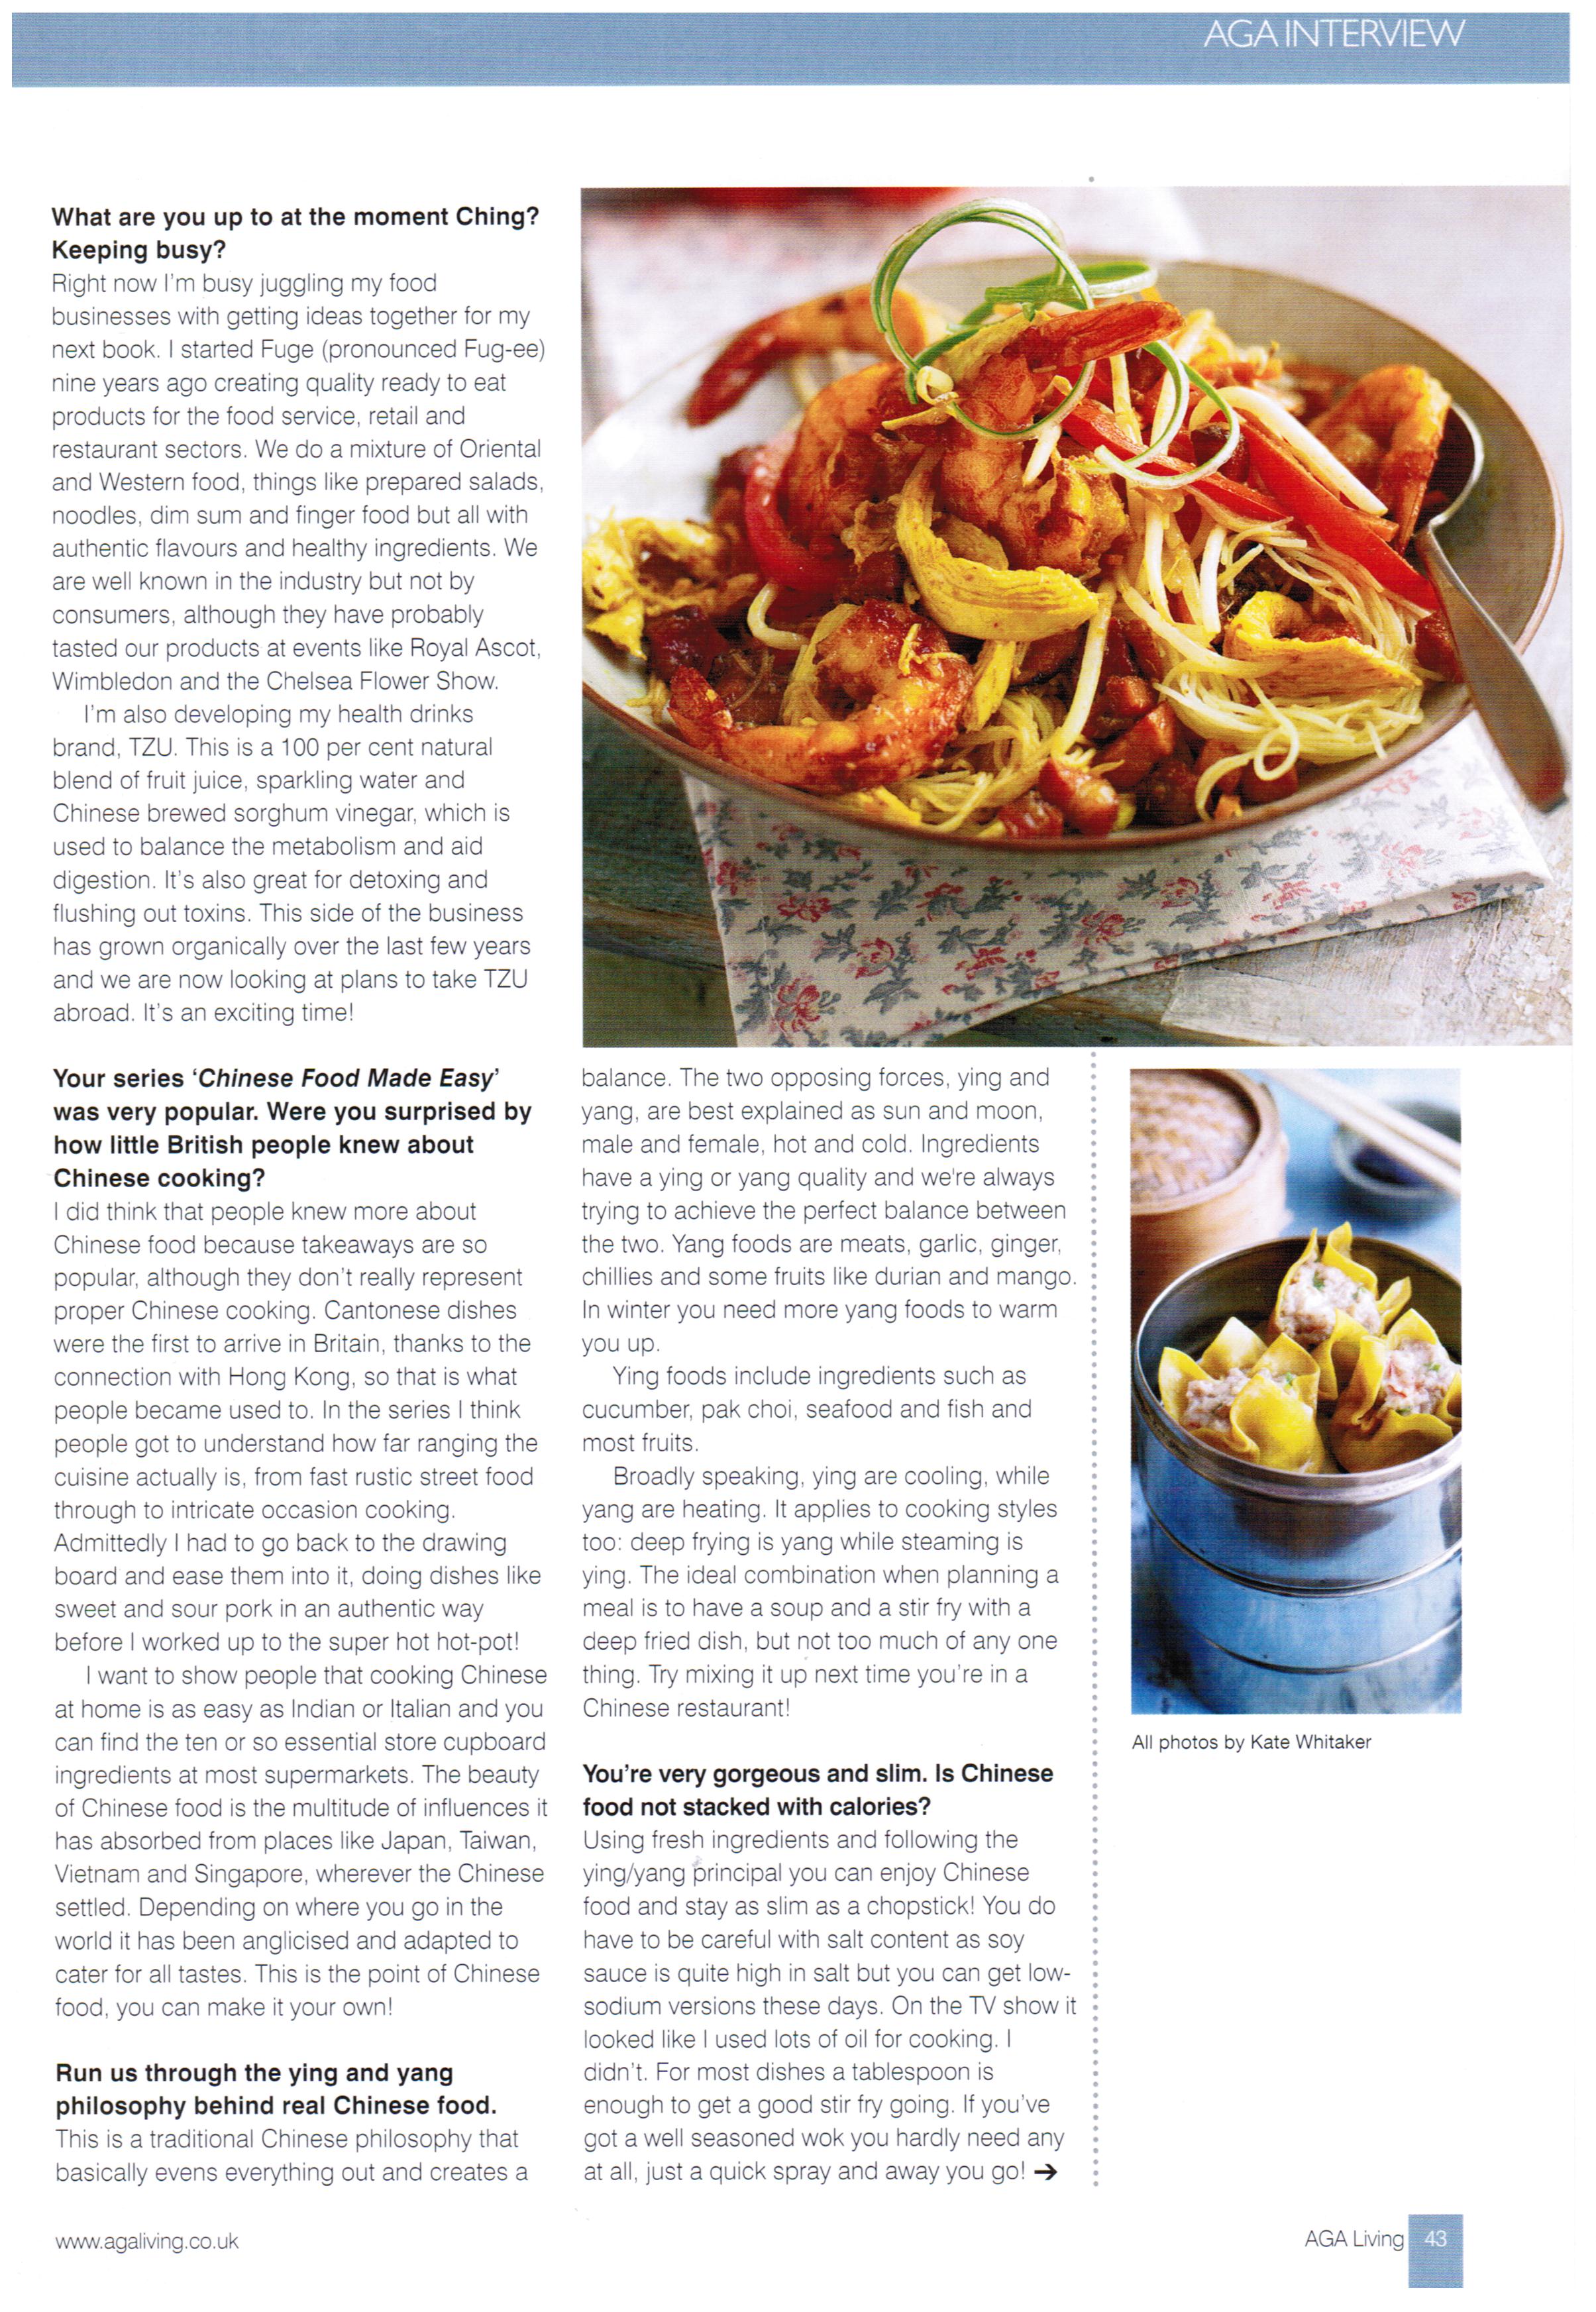 AGA INTERVIEW
What are you up to at the moment Ching?
Keeping busy?
Right now I'm busy juggling my food
businesses with getting ideas together for my
next book. I started Fuge (pronounced Fug-ee)
nine years ago creating quality ready to eat
products for the food service, retail and
restaurant sectors. We do a mixture of Oriental
and Western food, things like prepared salads,
noodles, dim sum and finger food but all with
authentic flavours and healthy ingredients. We
are well known in the industry but not by
consumers, although they have probably
tasted our products at events like Royal Ascot,
Wimbledon and the Chelsea Flower Show.
I'm also developing my health drinks
brand, TZU. This is a 100 per cent natural
blend of fruit juice, sparkling water and
Chinese brewed sorghum vinegar, which is
used to balance the metabolism and aid
digestion. It's also great for detoxing and
flushing out toxins. This side of the business
has grown organically over the last few years
and we are now looking at plans to take TZU
abroad. It's an exciting time!
Your series 'Chinese Food Made Easy'
was very popular. Were you surprised by
how little British people knew about
Chinese cooking?
I did think that people knew more about
Chinese food because takeaways are so
popular, although they don't really represent
proper Chinese cooking. Cantonese dishes
were the first to arrive in Britain, thanks to the
connection with Hong Kong, so that is what
people became used to. In the series I think
people got to understand how far ranging the
cuisine actually is, from fast rustic street food
through to intricate occasion cooking.
Admittedly I had to go back to the drawing
board and ease them into it, doing dishes like
sweet and sour pork in an authentic way
before I worked up to the super hot hot-pot!
I want to show people that cooking Chinese
at home is as easy as Indian or Italian and you
can find the ten or so essential store cupboard
ingredients at most supermarkets. The beauty
of Chinese food is the multitude of influences it
has absorbed from places like Japan, Taiwan,
Vietnam and Singapore, wherever the Chinese
settled. Depending on where you go in the
world it has been anglicised and adapted to
cater for all tastes. This is the point of Chinese
food, you can make it your own!
Run us through the ying and yang
philosophy behind real Chinese food.
This is a traditional Chinese philosophy that
basically evens everything out and creates a
balance. The two opposing forces, ying and
yang, are best explained as sun and moon,
male and female, hot and cold. Ingredients
have a ying or yang quality and we're always
trying to achieve the perfect balance between
the two. Yang foods are meats, garlic, ginger,
chillies and some fruits like durian and mango.
In winter you need more yang foods to warm
you up.
Ying foods include ingredients such as
cucumber, pak choi, seafood and fish and
most fruits.
Broadly speaking, ying are cooling, while
yang are heating. It applies to cooking styles
too: deep frying is yang while steaming is
ying. The ideal combination when planning a
meal is to have a soup and a stir fry with a
deep fried dish, but not too much of any one
thing. Try mixing it up next time you're in a
Chinese restaurant!
You're very gorgeous and slim. Is Chinese
food not stacked with calories?
Using fresh ingredients and following the
ying/yang principal you can enjoy Chinese
food and stay as slim as a chopstick! You do
have to be careful with salt content as soy
sauce is quite high in salt but you can get low-
sodium versions these days. On the TV show it
looked like I used lots of oil for cooking. I
didn't. For most dishes a tablespoon is
enough to get a good stir fry going. If you've
got a well seasoned wok you hardly need any
at all, just a quick spray and away you go! →
All photos by Kate Whitaker
www.agaliving.co.uk
AGA Living 43